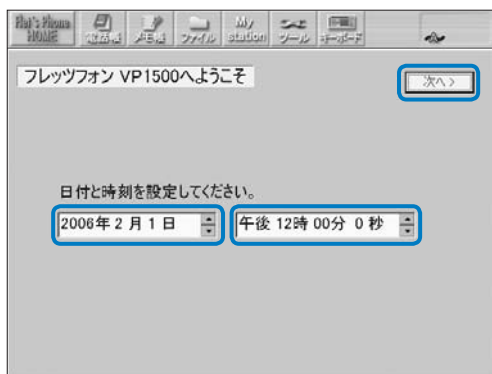 Flet's Phone HOME 電話帳 メモ帳 ファイル My station ツール キーボード
フレッツフォン VP1500へようこそ
次へ >
日付と時刻を設定してください。
2006年 2 月 1 日 午後 12時 00分 0 秒